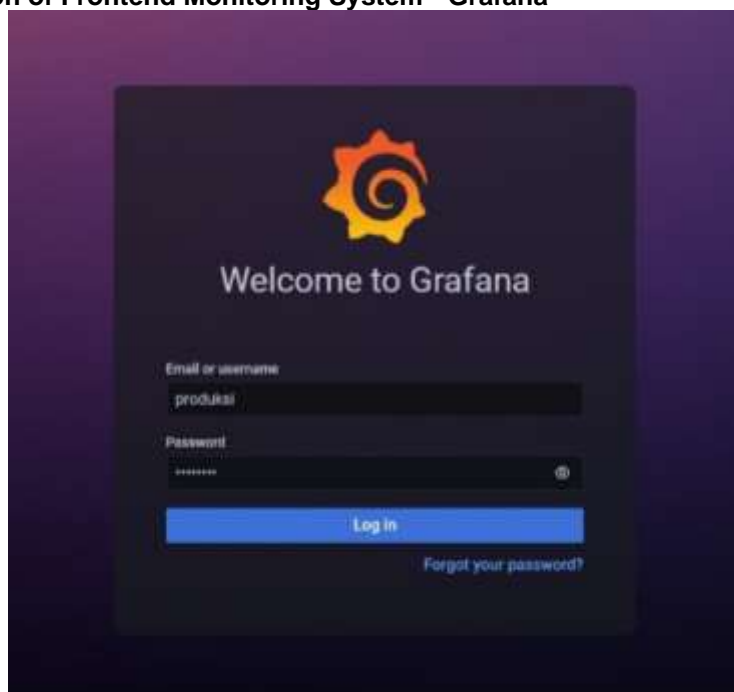 of Frontend Monitoring System - Grafana
Welcome to Grafana
Email or username
produksi
Password
••••••••
Log in
Forgot your password?